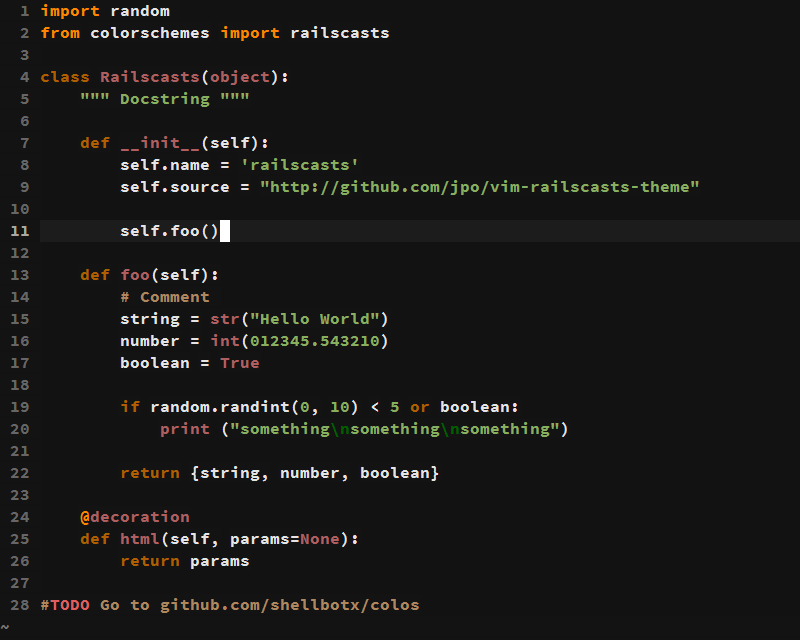 1 import random
2 from colorschemes import railscasts
3
4 class Railscasts(object):
5     """ Docstring """
6
7     def __init__(self):
8         self.name = 'railscasts'
9         self.source = "http://github.com/jpo/vim-railscasts-theme"
10
11         self.foo()
12
13     def foo(self):
14         # Comment
15         string = str("Hello World")
16         number = int(012345.543210)
17         boolean = True
18
19         if random.randint(0, 10) < 5 or boolean:
20             print ("something\nsomething\nsomething")
21
22         return {string, number, boolean}
23
24     @decoration
25     def html(self, params=None):
26         return params
27
28 #TODO Go to github.com/shellbotx/colos
~